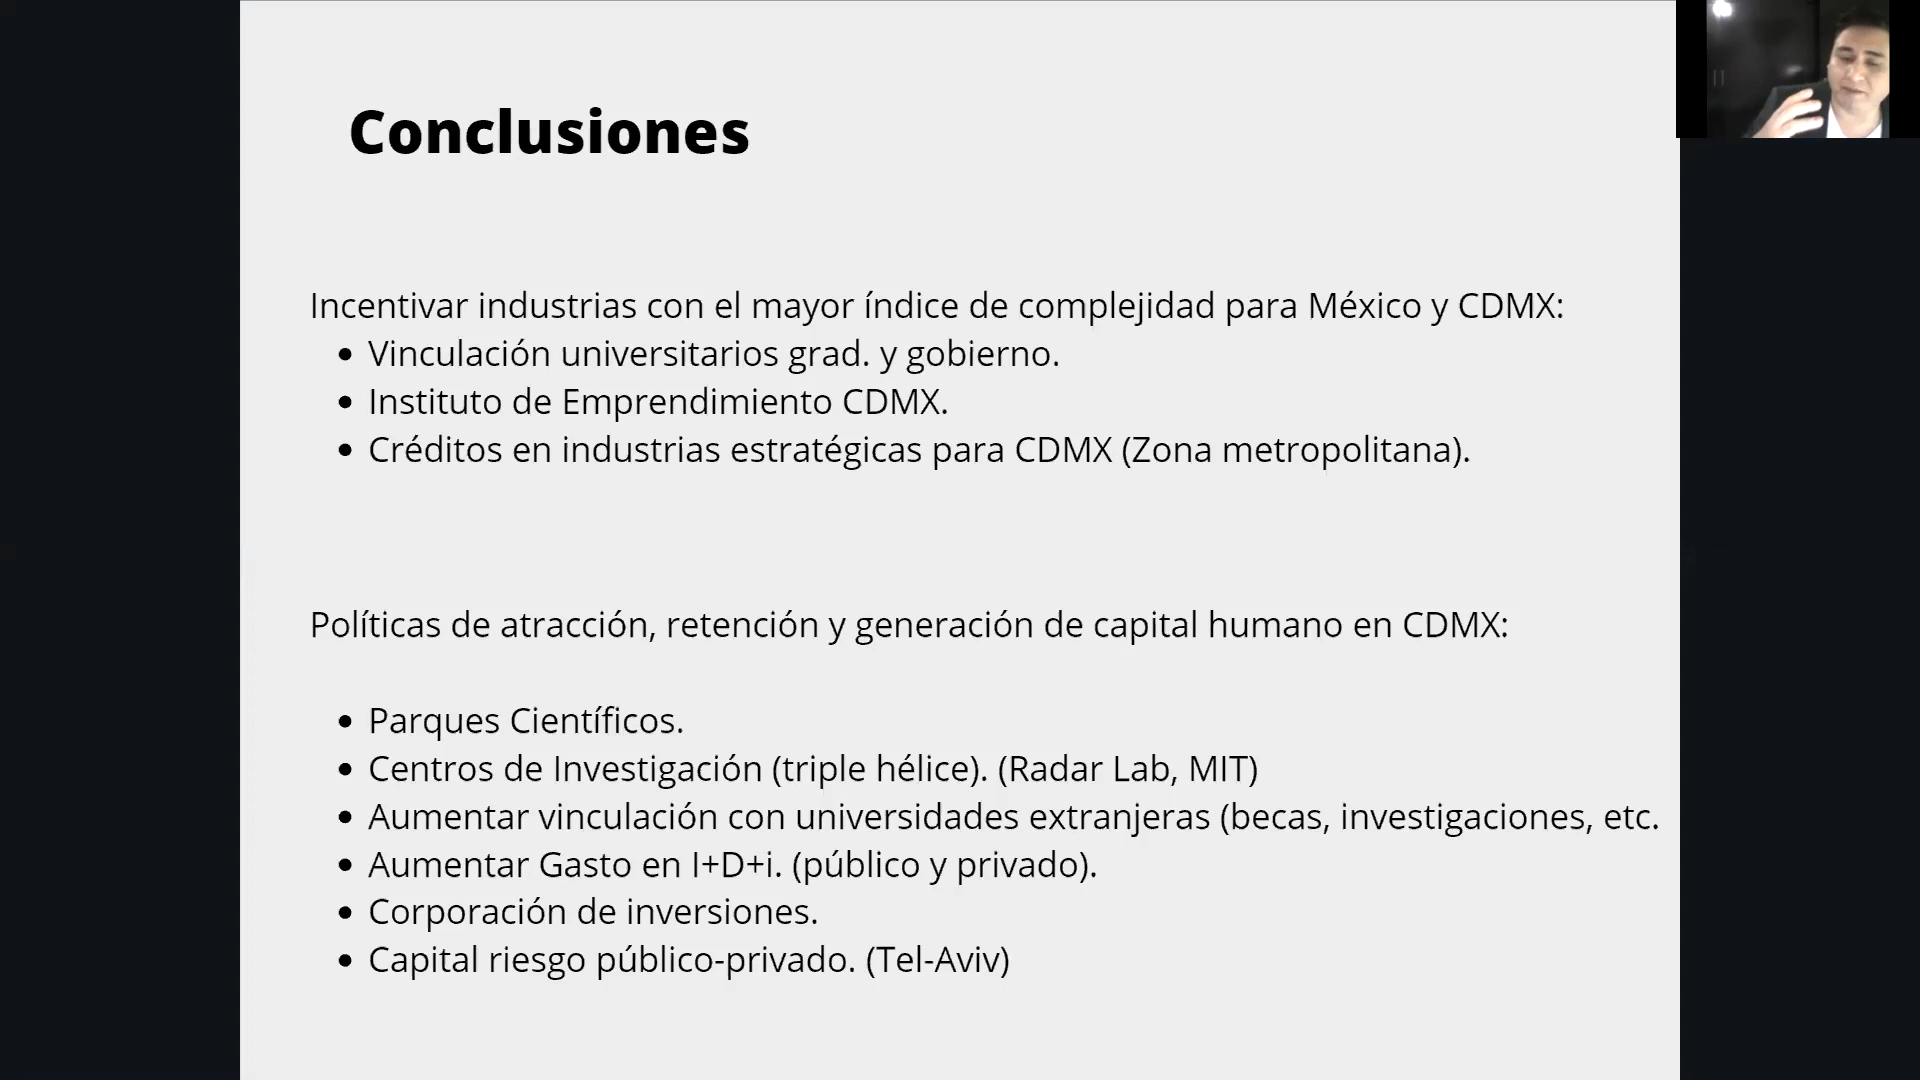 Conclusiones
Incentivar industrias con el mayor índice de complejidad para México y CDMX:
• Vinculación universitarios grad. y gobierno.
• Instituto de Emprendimiento CDMX.
• Créditos en industrias estratégicas para CDMX (Zona metropolitana).
Políticas de atracción, retención y generación de capital humano en CDMX:
• Parques Científicos.
• Centros de Investigación (triple hélice). (Radar Lab, MIT)
• Aumentar vinculación con universidades extranjeras (becas, investigaciones, etc.
• Aumentar Gasto en I+D+i. (público y privado).
• Corporación de inversiones.
• Capital riesgo público-privado. (Tel-Aviv)